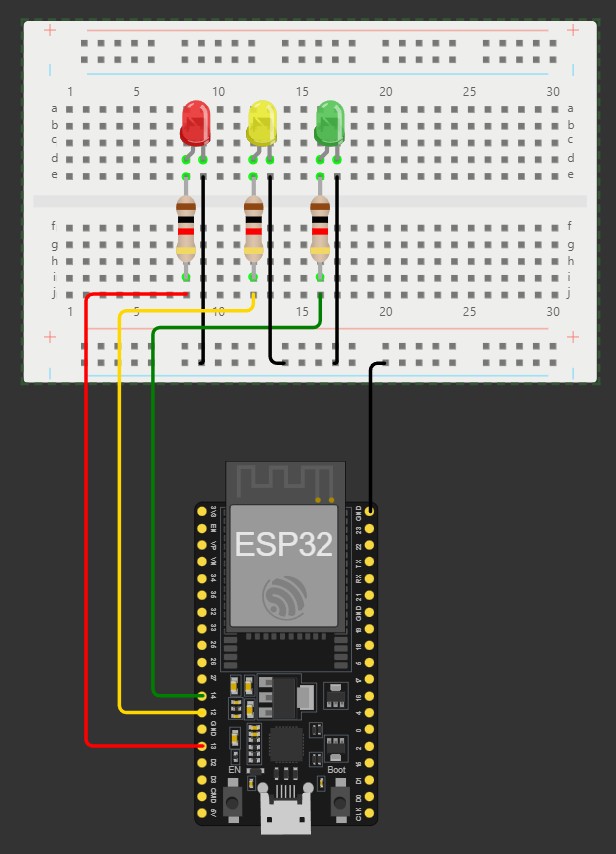 - + j i h g f e d c b a - +
1 1
5 5
10 10
15 15
20 20
25 25
30 30
- + j i h g f e d c b a - +
5V CMD D3 D2 13 GND 12 14 27 26 25 33 32 35 34 VN VP EN 3V3
EN
ESP32
Boot
CLK D0 D1 15 2 0 4 16 17 5 18 19 GND 21 RX TX 22 23 GND